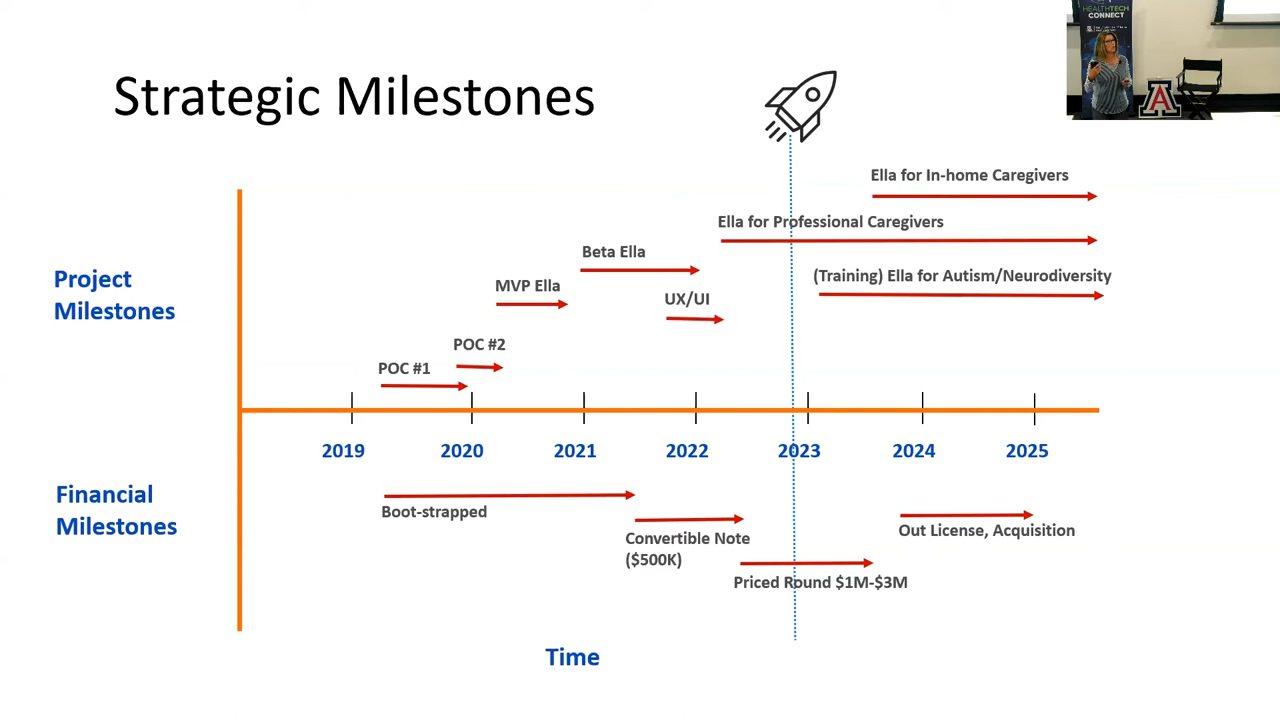 HEALTHTECH
CONNECT
A
Strategic Milestones
Ella for In-home Caregivers
Ella for Professional Caregivers
Beta Ella
(Training) Ella for Autism/Neurodiversity
MVP Ella
UX/UI
Project
Milestones
POC #2
POC #1
2019 2020 2021 2022 2023 2024 2025
Financial
Milestones
Boot-strapped
Out License, Acquisition
Convertible Note
($500K)
Priced Round $1M-$3M
Time